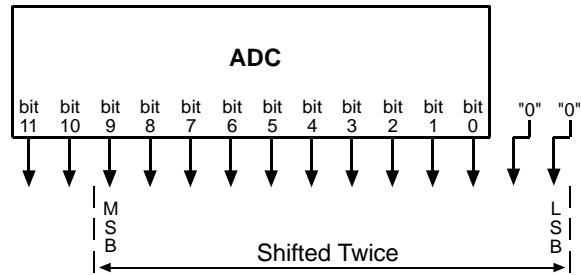 ADC
bit bit bit bit bit bit bit bit bit bit bit bit "0" "0"
11 10 9 8 7 6 5 4 3 2 1 0
M L
S S
B B
Shifted Twice